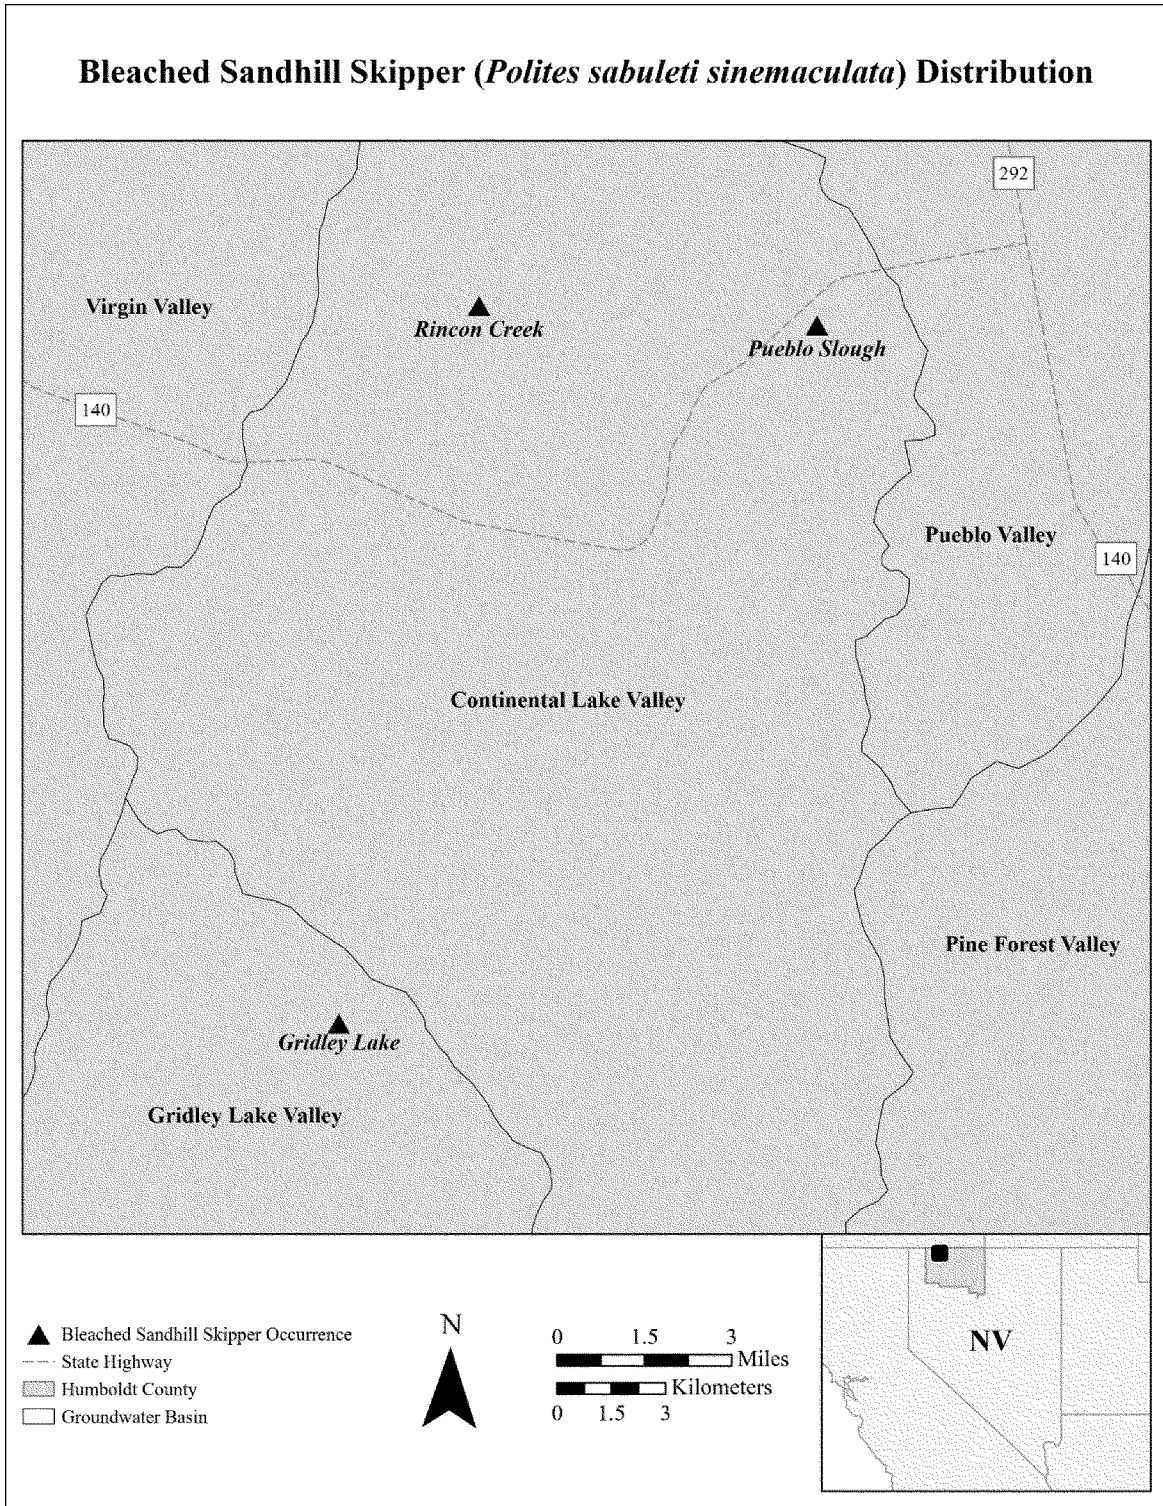 Bleached Sandhill Skipper (Polites sabuleti sinemaculata) Distribution
292
Virgin Valley
Rincon Creek
Pueblo Slough
140
Pueblo Valley
140
Continental Lake Valley
Pine Forest Valley
Gridley Lake
Gridley Lake Valley
Bleached Sandhill Skipper Occurrence
State Highway
Humboldt County
Groundwater Basin
N
0 1.5 3
Miles
Kilometers
0 1.5 3
NV